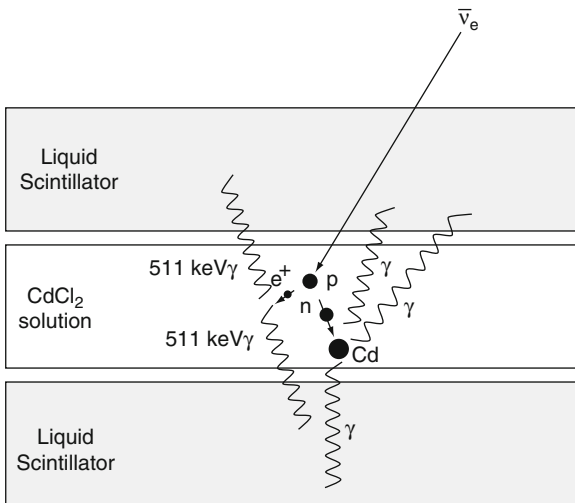 ν̅e
Liquid
Scintillator
γ
γ
511 keVγ
e+
p
n
CdCl2
solution
511 keVγ
Cd
γ
Liquid
Scintillator